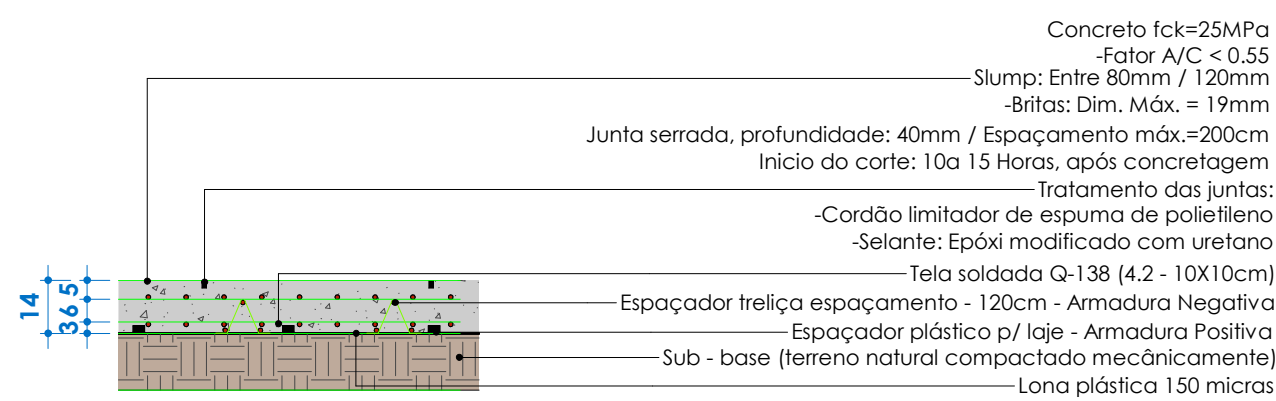 Concreto fck=25MPa
-Fator A/C < 0.55
Slump: Entre 80mm / 120mm
-Britas: Dim. Máx. = 19mm
Junta serrada, profundidade: 40mm / Espaçamento máx.=200cm
Inicio do corte: 10a 15 Horas, após concretagem
Tratamento das juntas:
-Cordão limitador de espuma de polietileno
-Selante: Epóxi modificado com uretano
Tela soldada Q-138 (4.2 - 10X10cm)
Espaçador treliça espaçamento - 120cm - Armadura Negativa
Espaçador plástico p/ laje - Armadura Positiva
Sub - base (terreno natural compactado mecânicamente)
Lona plástica 150 micras
14
5
6
3